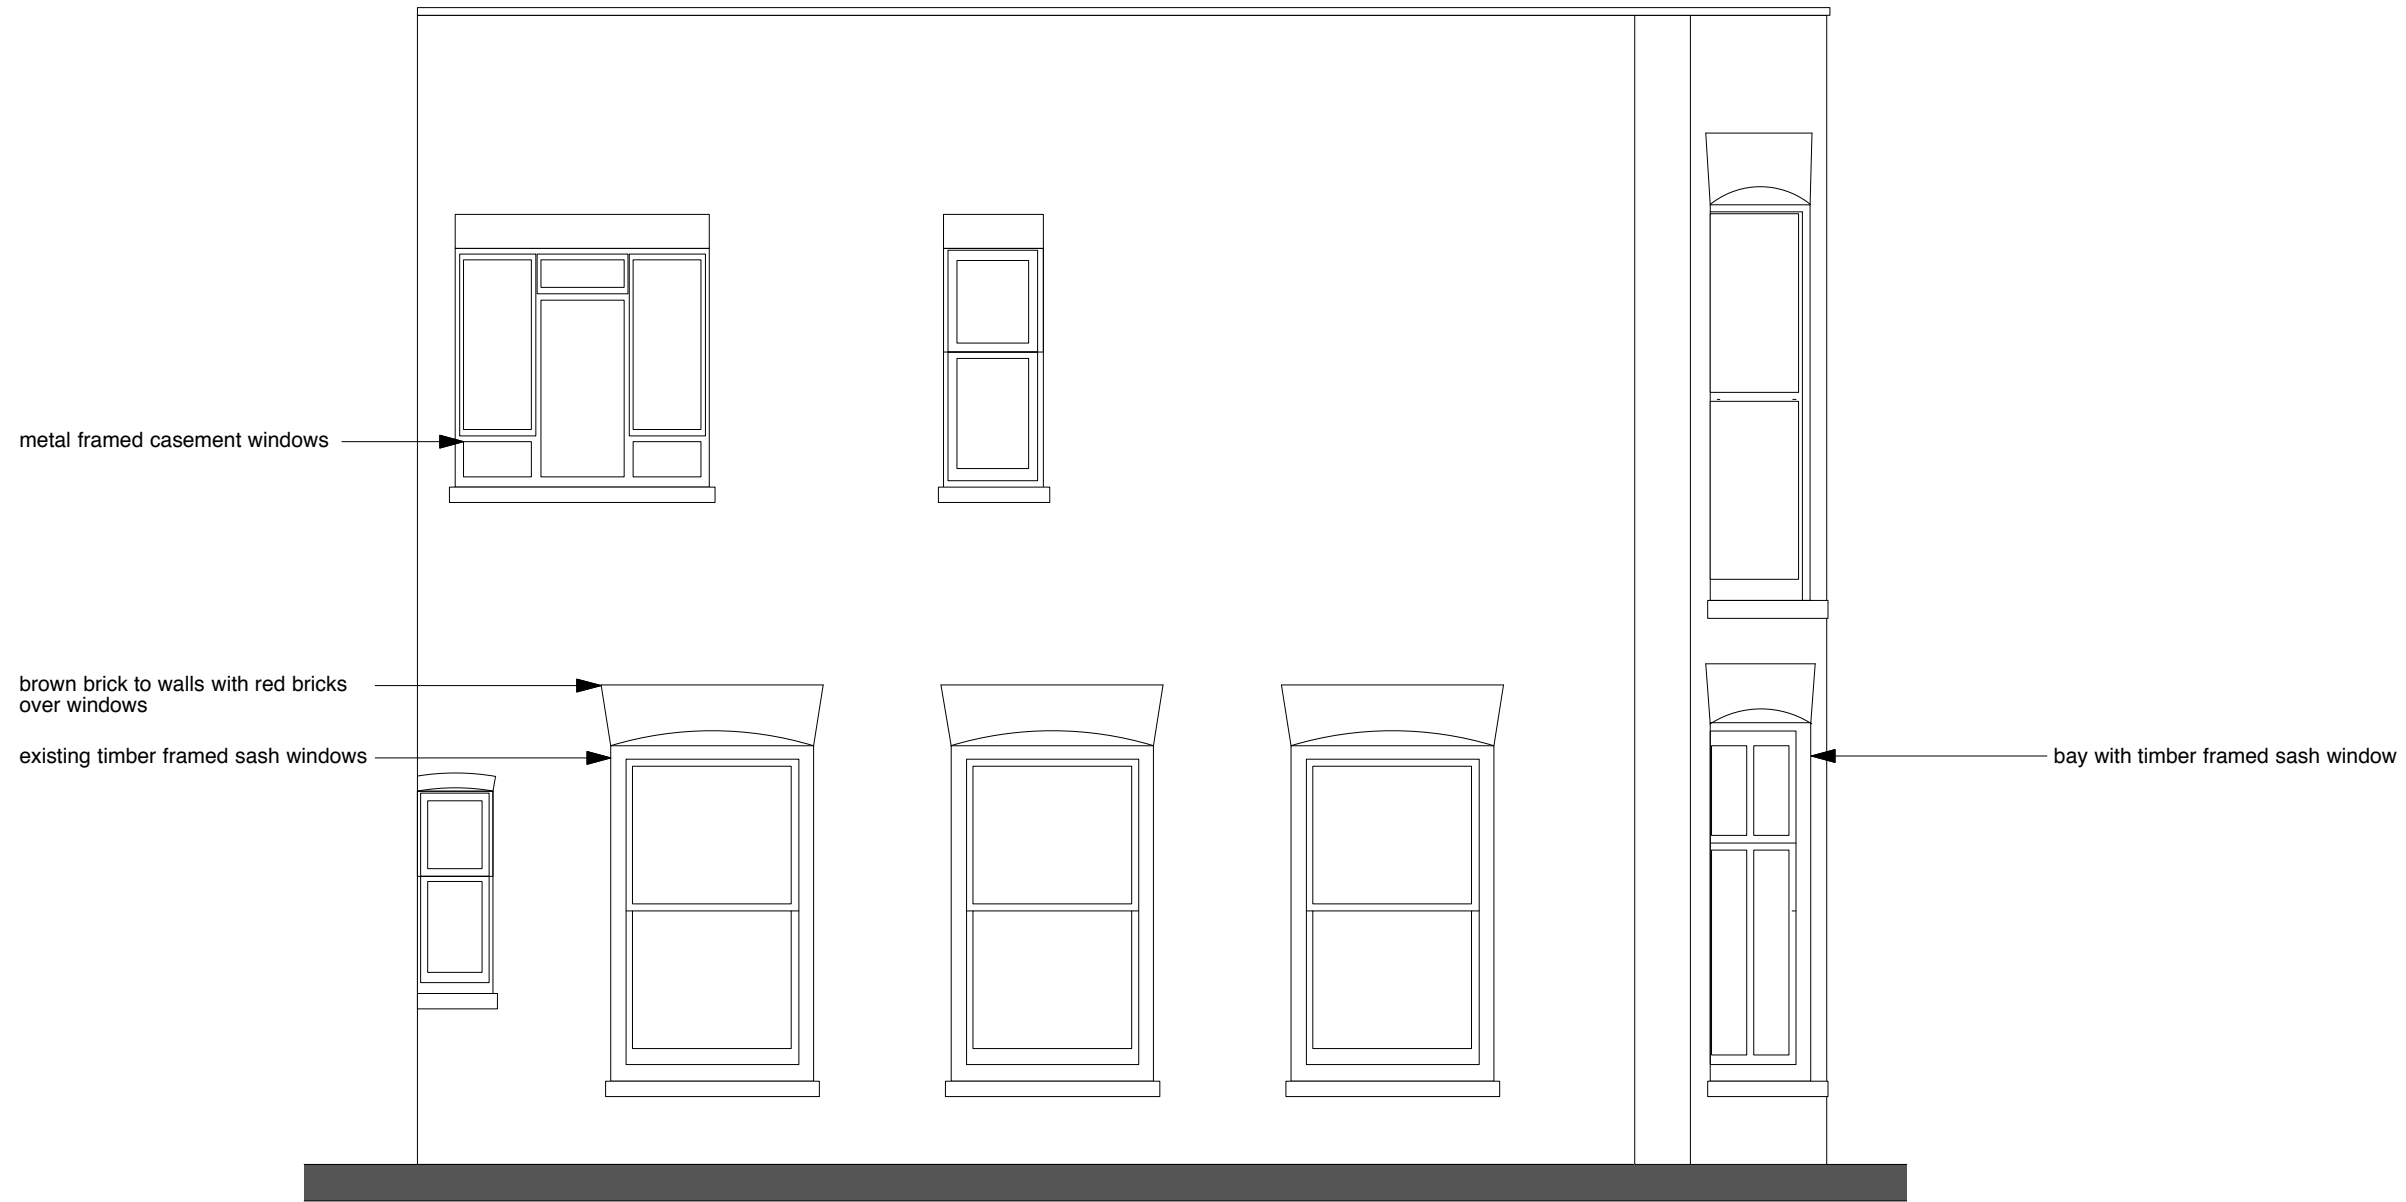 metal framed casement windows
brown brick to walls with red bricks
over windows
existing timber framed sash windows
bay with timber framed sash window